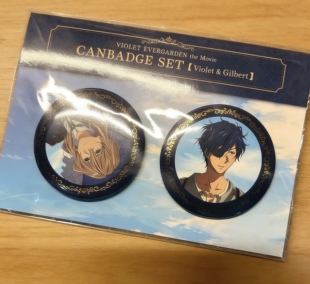 VIOLET EVERGARDEN the Movie
CANBADGE SET【Violet & Gilbert】